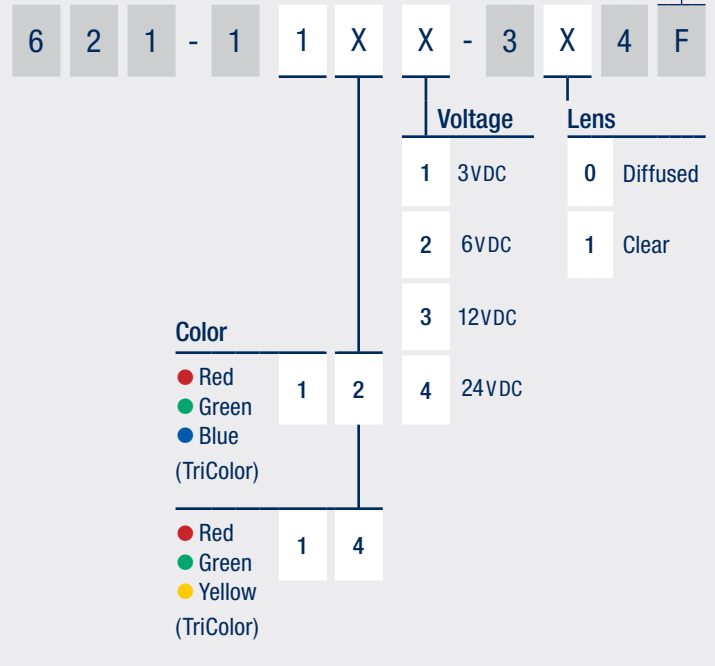 6 2 1 - 1 1 X X - 3 X 4 F
Voltage
1 3VDC
2 6VDC
3 12VDC
4 24VDC
Lens
0 Diffused
1 Clear
Color
Red
Green
Blue
(TriColor)
1 2
Red
Green
Yellow
(TriColor)
1 4